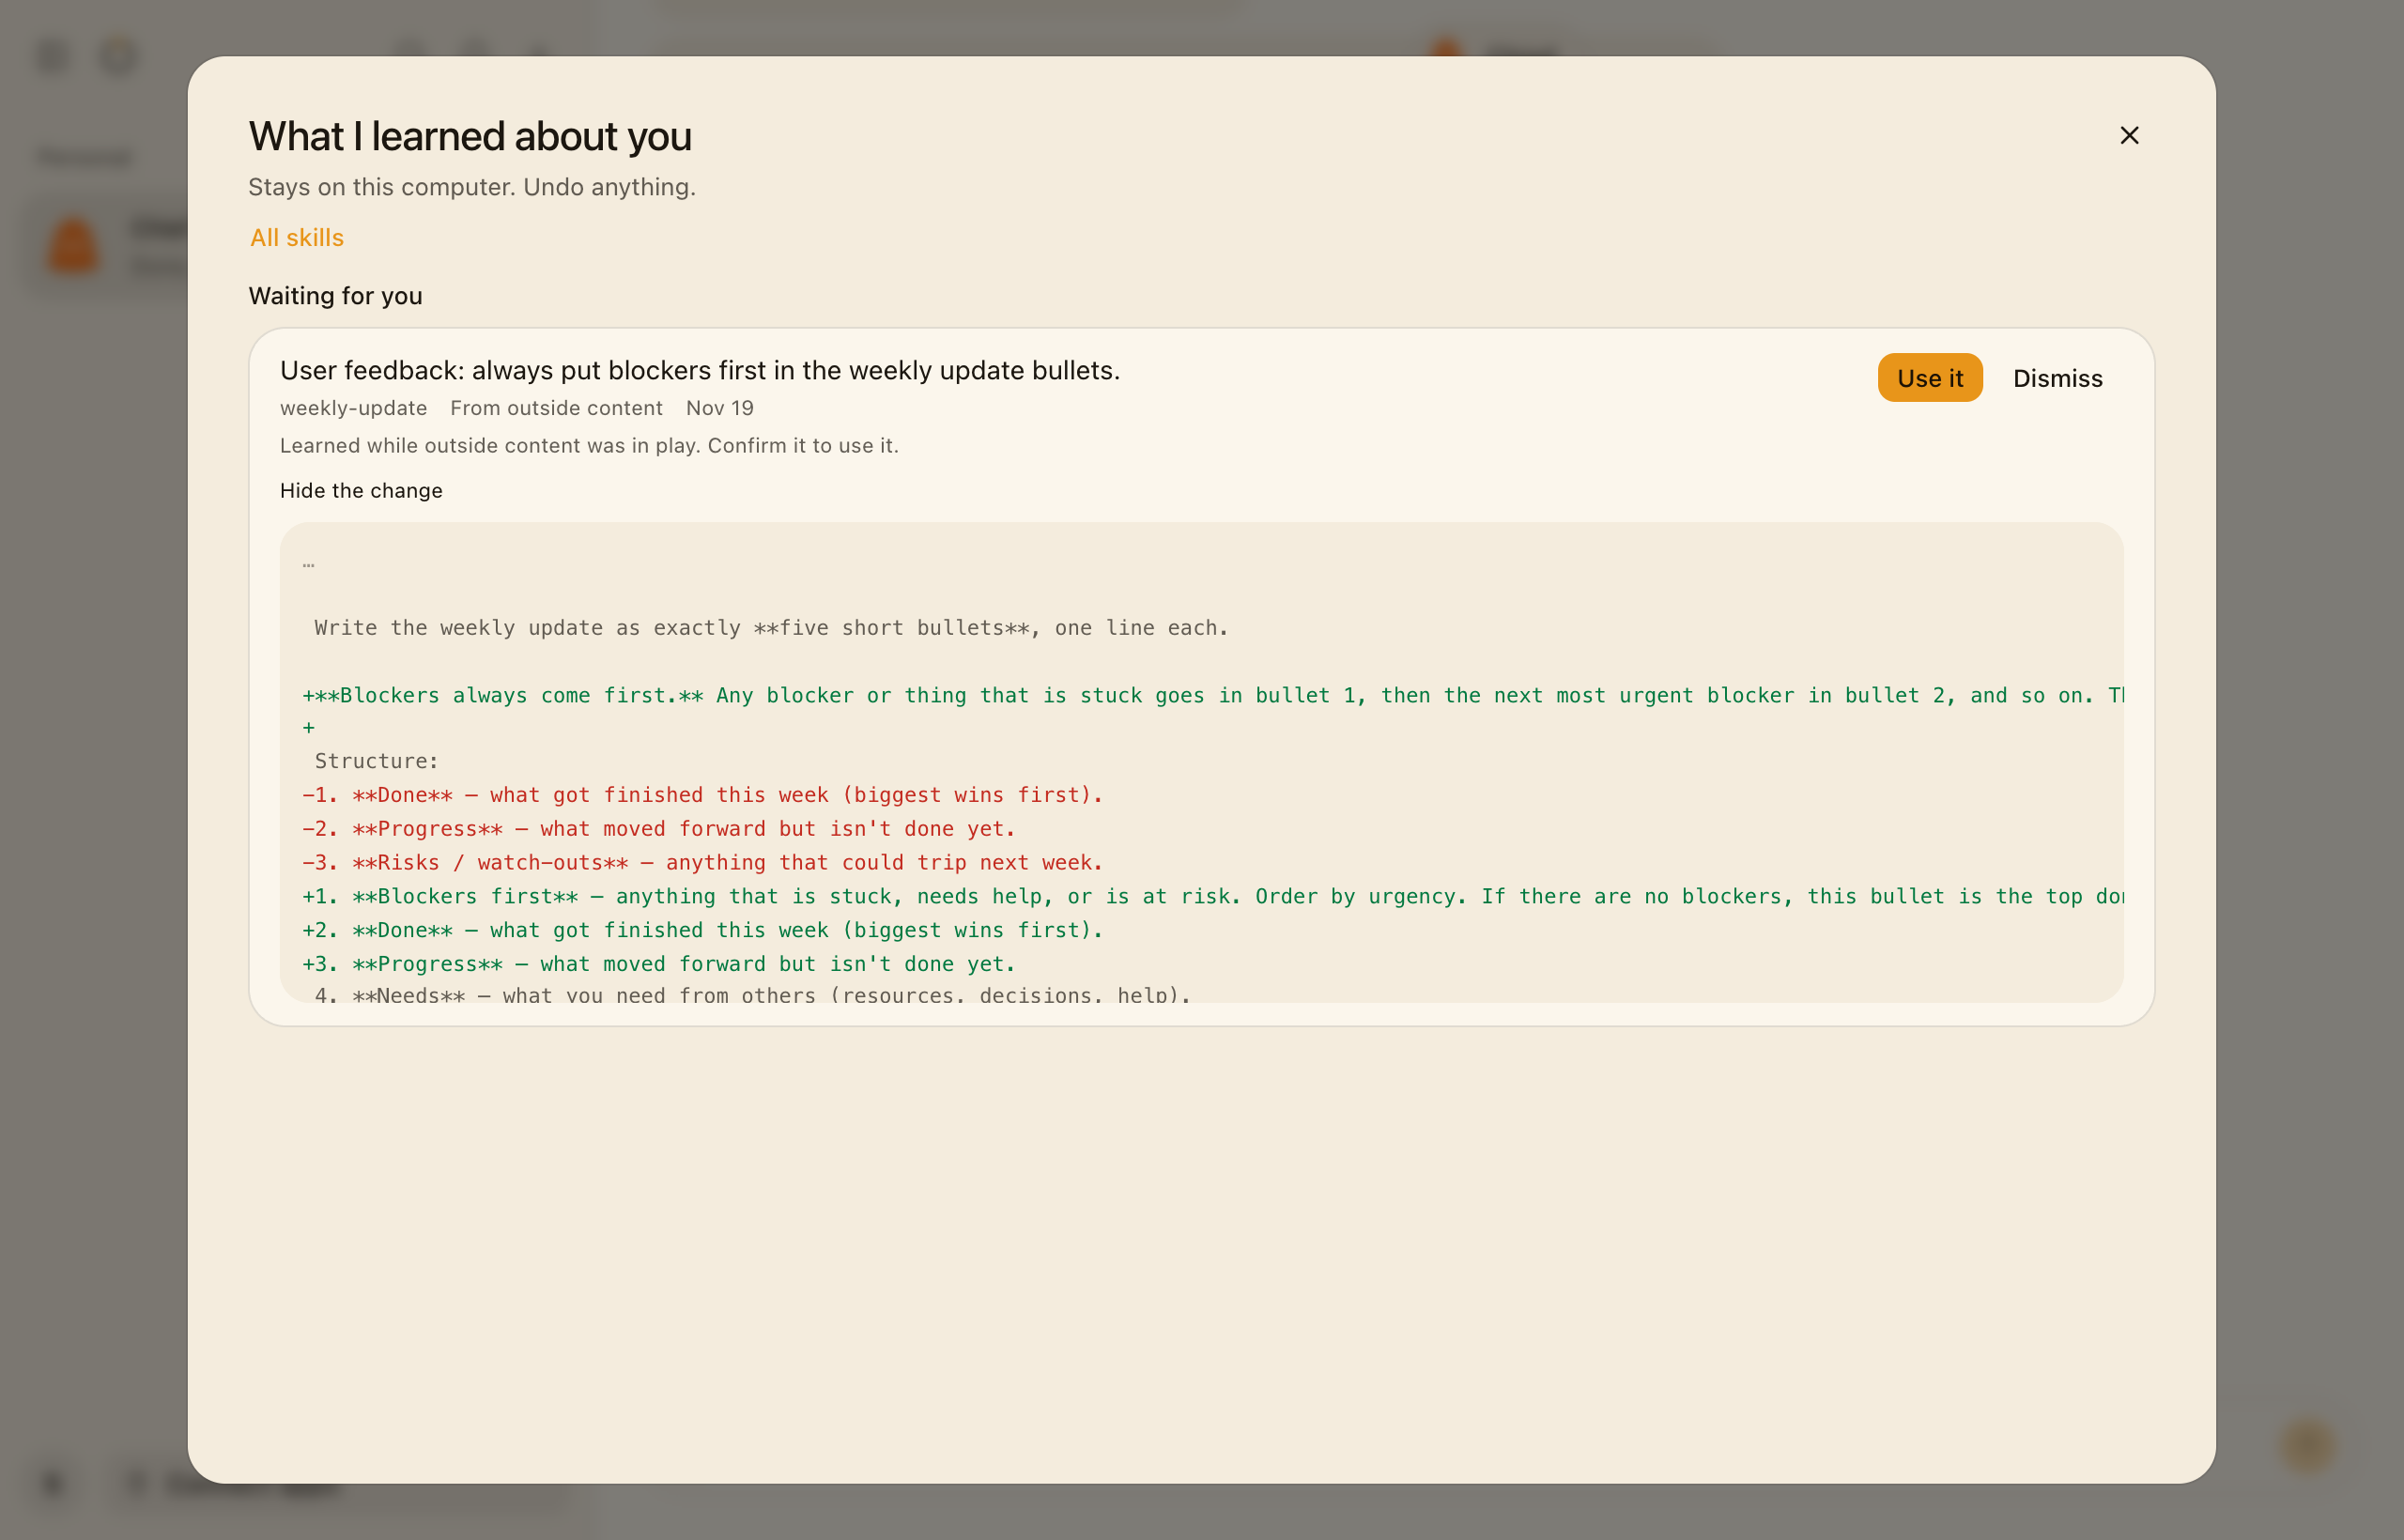 What I learned about you
Stays on this computer. Undo anything.
All skills
Waiting for you
User feedback: always put blockers first in the weekly update bullets.
Use it
Dismiss
weekly-update From outside content Nov 19
Learned while outside content was in play. Confirm it to use it.
Hide the change
…
Write the weekly update as exactly **five short bullets**, one line each.
+**Blockers always come first.** Any blocker or thing that is stuck goes in bullet 1, then the next most urgent blocker in bullet 2, and so on.
+
Structure:
−1. **Done** — what got finished this week (biggest wins first).
−2. **Progress** — what moved forward but isn't done yet.
−3. **Risks / watch-outs** — anything that could trip next week.
+1. **Blockers first** — anything that is stuck, needs help, or is at risk. Order by urgency. If there are no blockers, this bullet is the top
+2. **Done** — what got finished this week (biggest wins first).
+3. **Progress** — what moved forward but isn't done yet.
4. **Needs** — what you need from others (resources, decisions, help).